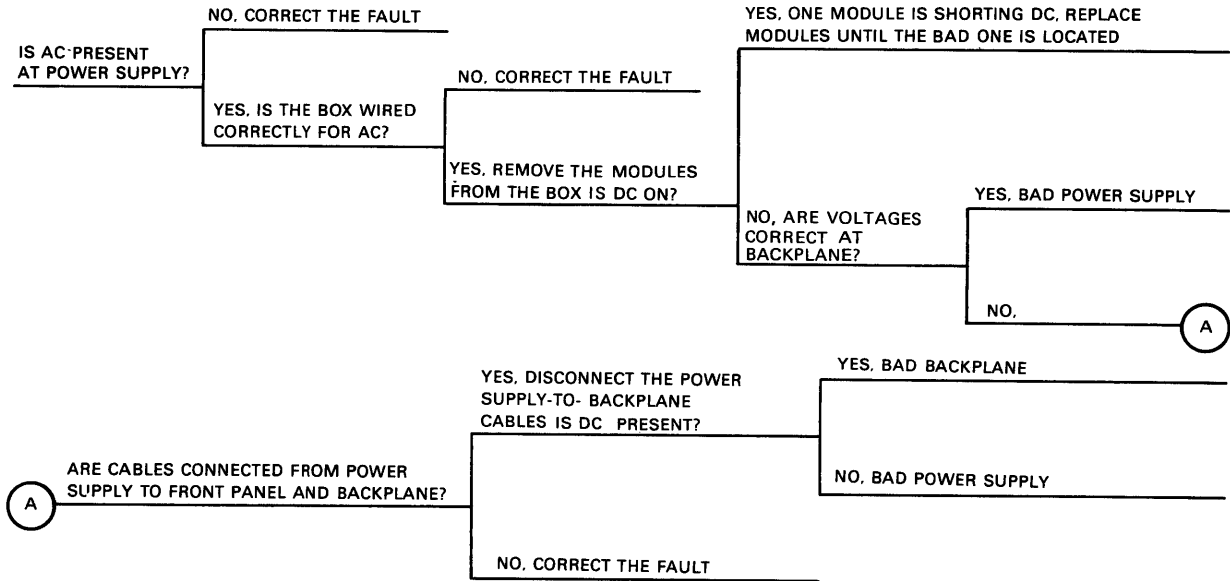 NO, CORRECT THE FAULT
IS AC PRESENT
AT POWER SUPPLY?
YES, IS THE BOX WIRED
CORRECTLY FOR AC?
NO, CORRECT THE FAULT
YES, REMOVE THE MODULES
FROM THE BOX IS DC ON?
YES, ONE MODULE IS SHORTING DC, REPLACE
MODULES UNTIL THE BAD ONE IS LOCATED
NO, ARE VOLTAGES
CORRECT AT
BACKPLANE?
YES, BAD POWER SUPPLY
NO,
A
A
ARE CABLES CONNECTED FROM POWER
SUPPLY TO FRONT PANEL AND BACKPLANE?
YES, DISCONNECT THE POWER
SUPPLY-TO- BACKPLANE
CABLES IS DC PRESENT?
YES, BAD BACKPLANE
NO, BAD POWER SUPPLY
NO, CORRECT THE FAULT